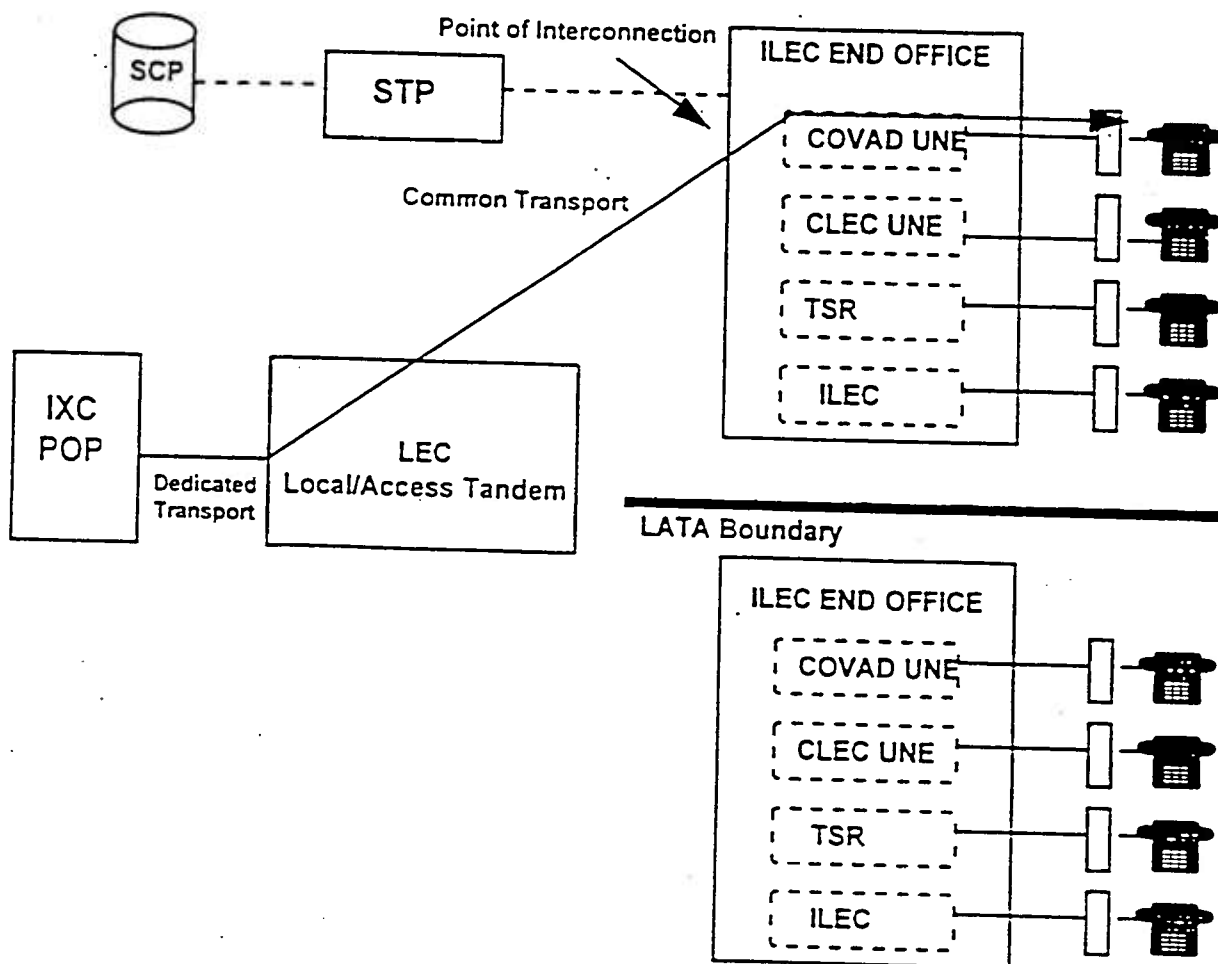 Point of Interconnection
ILEC END OFFICE
SCP
STP
COVAD UNE
Common Transport
CLEC UNE
TSR
ILEC
IXC
POP
LEC
Local/Access Tandem
Dedicated
Transport
LATA Boundary
ILEC END OFFICE
COVAD UNE
CLEC UNE
TSR
ILEC